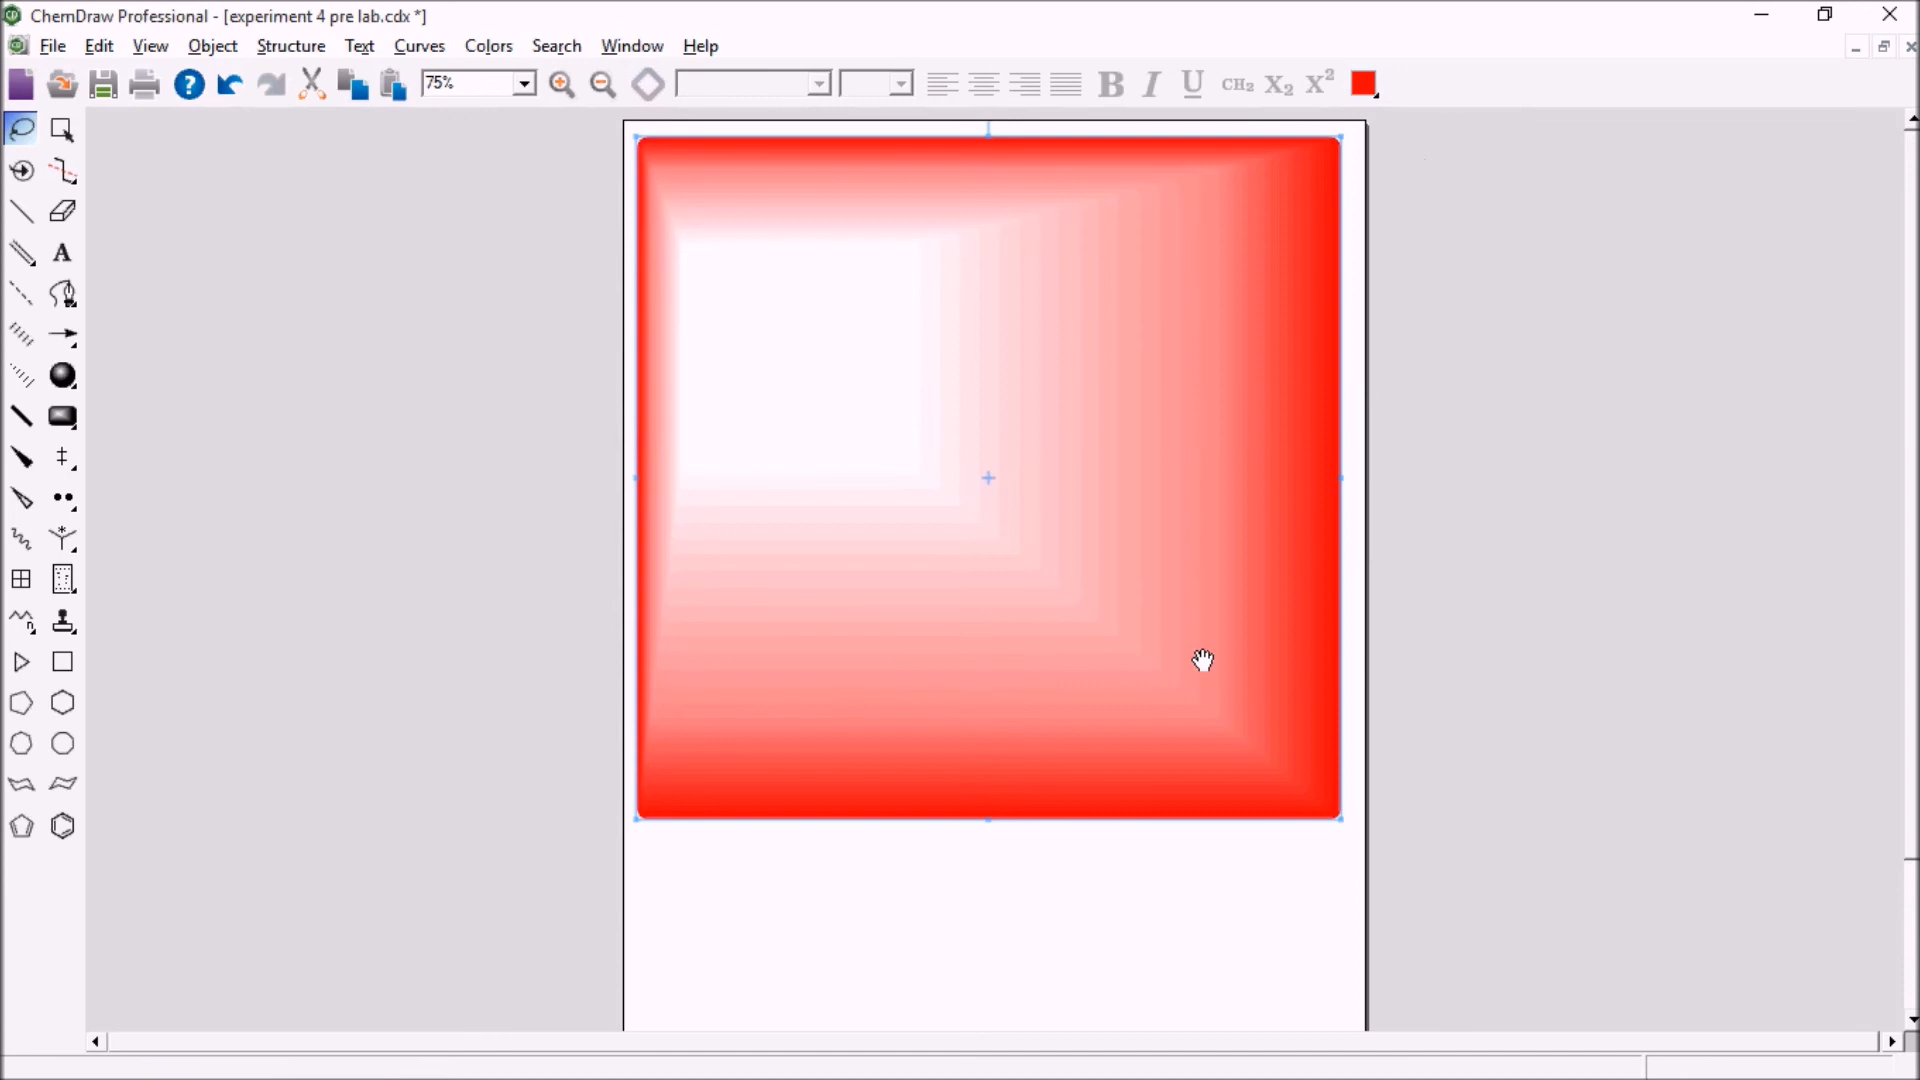 ChemDraw Professional - [experiment 4 pre lab.cdx *]
File Edit View Object Structure Text Curves Colors Search Window Help
75% B I U CH2 X2 X2
A
n